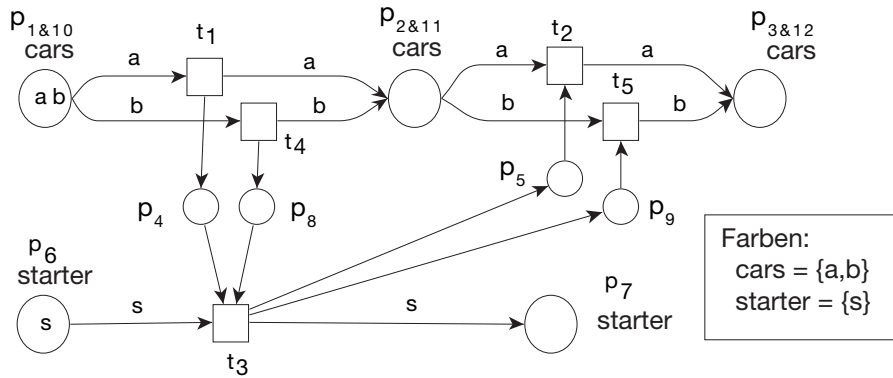 p1&10
cars
t1
p2&11
cars
t2
p3&12
cars
a
a
a
a
a b
t5
b
b
b
b
t4
p4
p8
p5
p9
p6
starter
s
s
s
t3
p7
starter
Farben:
cars = {a,b}
starter = {s}